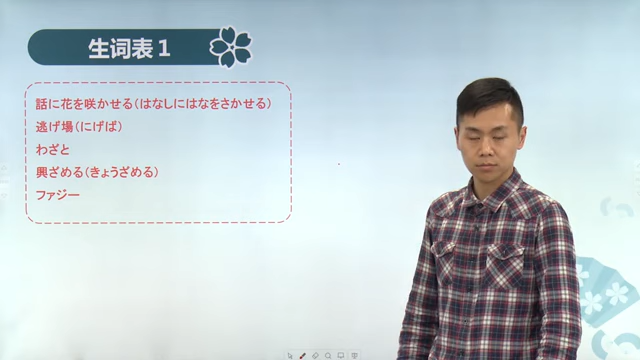 生词表1
話に花を咲かせる(はなしにはなをさかせる)
逃げ場(にげば)
わざと
興ざめる(きょうざめる)
ファジー